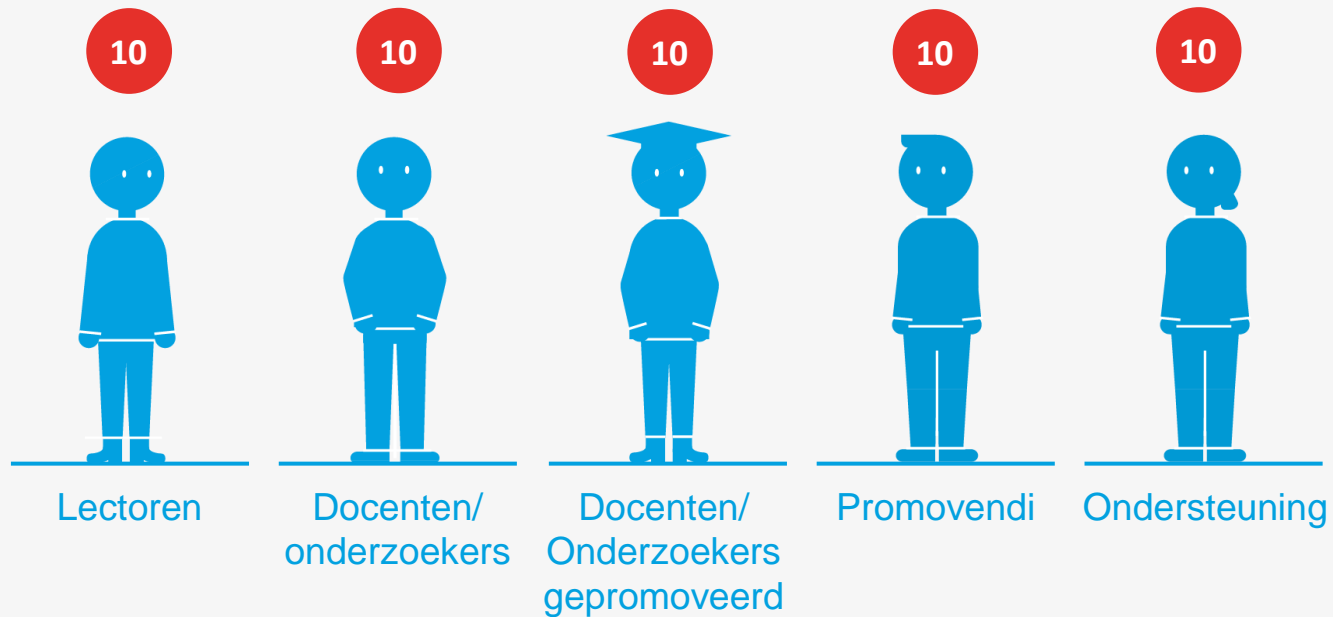 10
10
10
10
10
Lectoren
Docenten/
onderzoekers
Docenten/
Onderzoekers
gepromoveerd
Promovendi
Ondersteuning